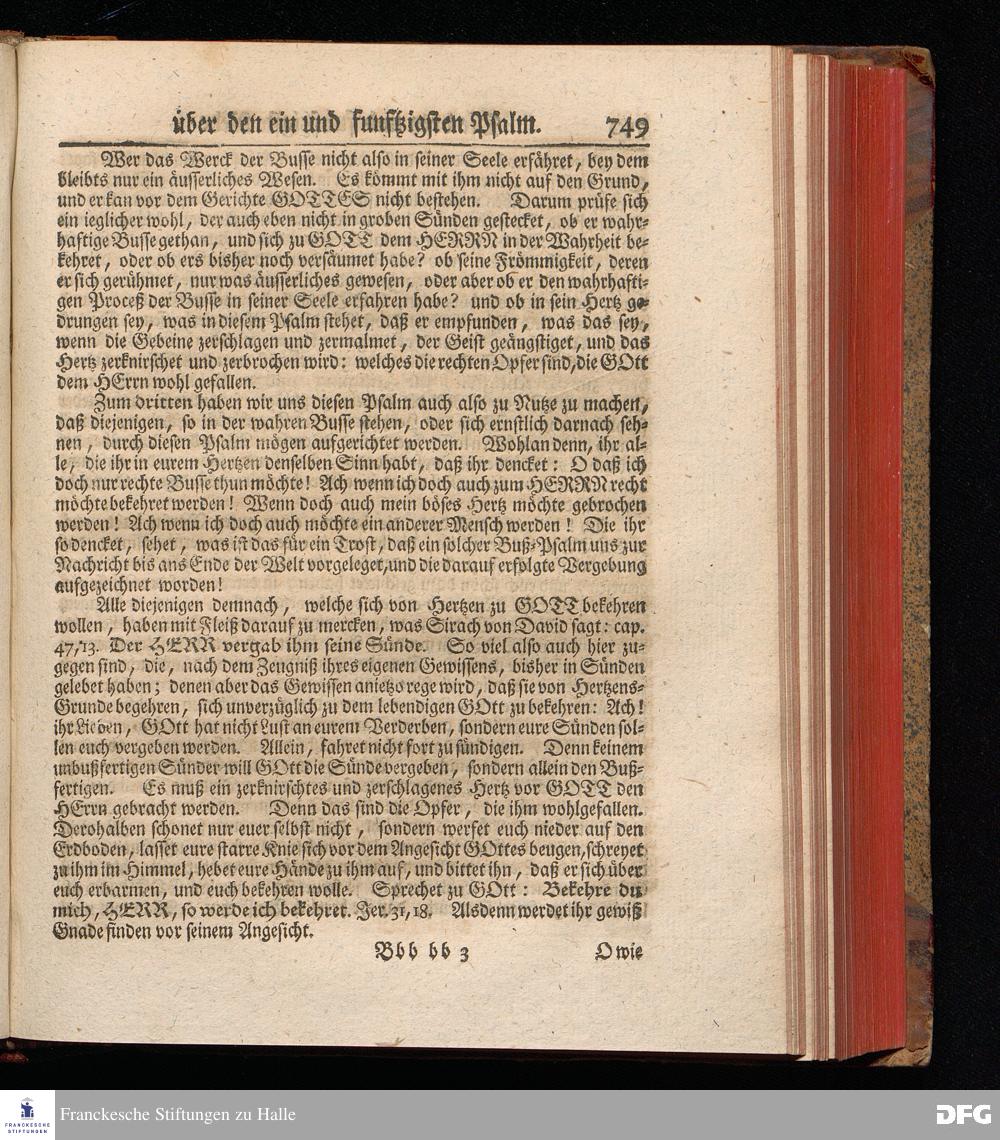 über den ein und funftzigsten Psalm. 749
Wer das Werck der Busse nicht also in seiner Seele erfähret, bey dem
bleibts nur ein äusserliches Wesen. Es kömmt mit ihm nicht auf den Grund,
und er kan vor dem Gerichte GOTTES nicht bestehen. Darum prüfe sich
ein ieglicher wohl, der auch eben nicht in groben Sünden gestecket, ob er wahr-
haftige Busse gethan, und sich zu GOTT dem HERRN in der Wahrheit be-
kehret, oder ob ers bisher noch versäumet habe? ob seine Frömmigkeit, deren
er sich gerühmet, nur was äusserliches gewesen, oder aber ob er den wahrhafti-
gen Proceß der Busse in seiner Seele erfahren habe? und ob in sein Hertz ge-
drungen sey, was in diesem Psalm stehet, daß er empfunden, was das sey,
wenn die Gebeine zerschlagen und zermalmet, der Geist geängstiget, und das
Hertz zerknirschet und zerbrochen wird: welches die rechten Opfer sind, die GOtt
dem HErrn wohl gefallen.
Zum dritten haben wir uns diesen Psalm auch also zu Nutze zu machen,
daß diejenigen, so in der wahren Busse stehen, oder sich ernstlich darnach seh-
nen, durch diesen Psalm mögen aufgerichtet werden. Wohlan denn, ihr al-
le, die ihr in eurem Hertzen denselben Sinn habt, daß ihr dencket: O daß ich
doch nur rechte Busse thun möchte! Ach wenn ich doch auch zum HERRN recht
möchte bekehret werden! Wenn doch auch mein böses Hertz möchte gebrochen
werden! Ach wenn ich doch auch möchte ein anderer Mensch werden! Die ihr
so dencket, sehet, was ist das für ein Trost, daß ein solcher Buß-Psalm uns zur
Nachricht bis ans Ende der Welt vorgeleget, und die darauf erfolgte Vergebung
aufgezeichnet worden!
Alle diejenigen demnach, welche sich von Hertzen zu GOTT bekehren
wollen, haben mit Fleiß darauf zu mercken, was Sirach von David sagt: cap.
47, 13. Der HERR vergab ihm seine Sünde. So viel also auch hier zu-
gegen sind, die, nach dem Zeugniß ihres eigenen Gewissens, bisher in Sünden
gelebet haben; denen aber das Gewissen anietzo rege wird, daß sie von Hertzens-
Grunde begehren, sich unverzüglich zu dem lebendigen GOtt zu bekehren: Ach!
ihr Lieben, GOtt hat nicht Lust an eurem Verderben, sondern eure Sünden sol-
len euch vergeben werden. Allein, fahret nicht fort zu sündigen. Denn keinem
unbußfertigen Sünder will GOtt die Sünde vergeben, sondern allein den Buß-
fertigen. Es muß ein zerknirschtes und zerschlagenes Hertz vor GOTT den
HErrn gebracht werden. Denn das sind die Opfer, die ihm wohlgefallen.
Derohalben schonet nur euer selbst nicht, sondern werfet euch nieder auf den
Erdboden, lasset eure starre Knie sich vor dem Angesicht GOttes beugen, schreyet
zu ihm im Himmel, hebet eure Hände zu ihm auf, und bittet ihn, daß er sich über
euch erbarmen, und euch bekehren wolle. Sprechet zu GOtt: Bekehre du
mich, HERR, so werde ich bekehret. Jer. 31, 18. Alsdenn werdet ihr gewiß
Gnade finden vor seinem Angesicht.
Bbb bb 3 O wie
FRANCKESCHE
STIFTUNGEN
Franckesche Stiftungen zu Halle
DFG